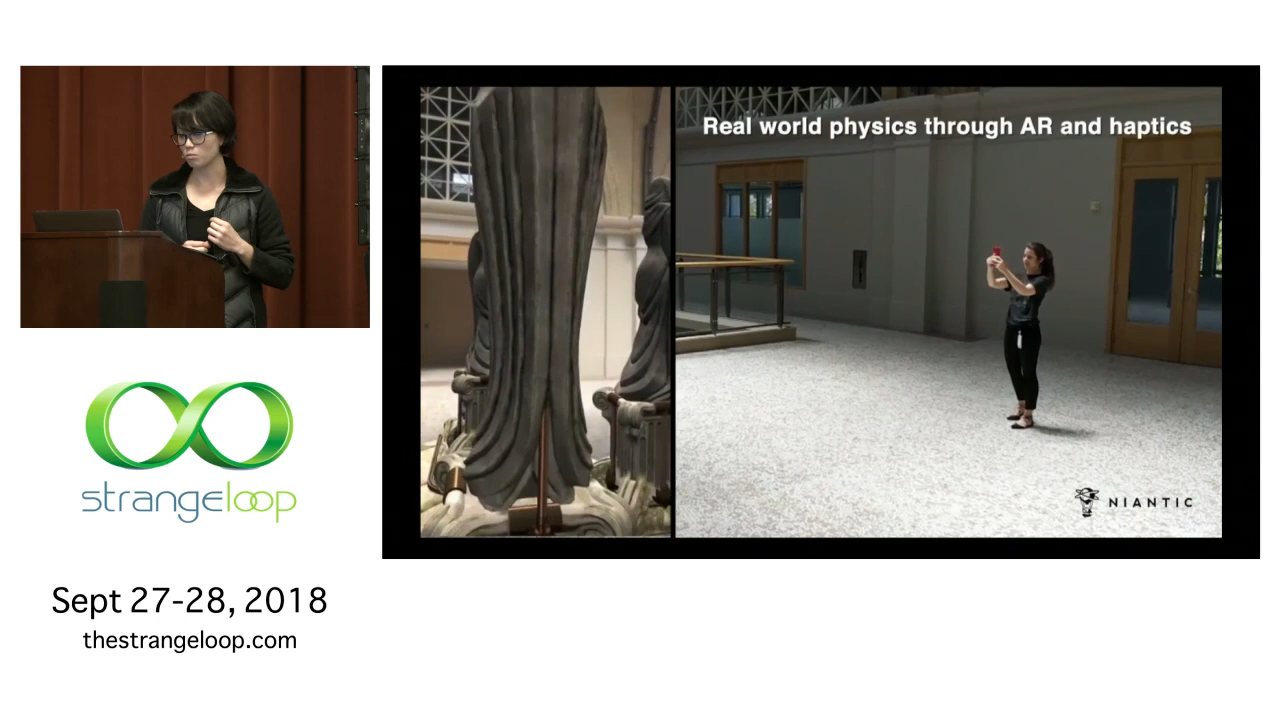 Real world physics through AR and haptics
NIANTIC
strangeloop
Sept 27-28, 2018
thestrangeloop.com